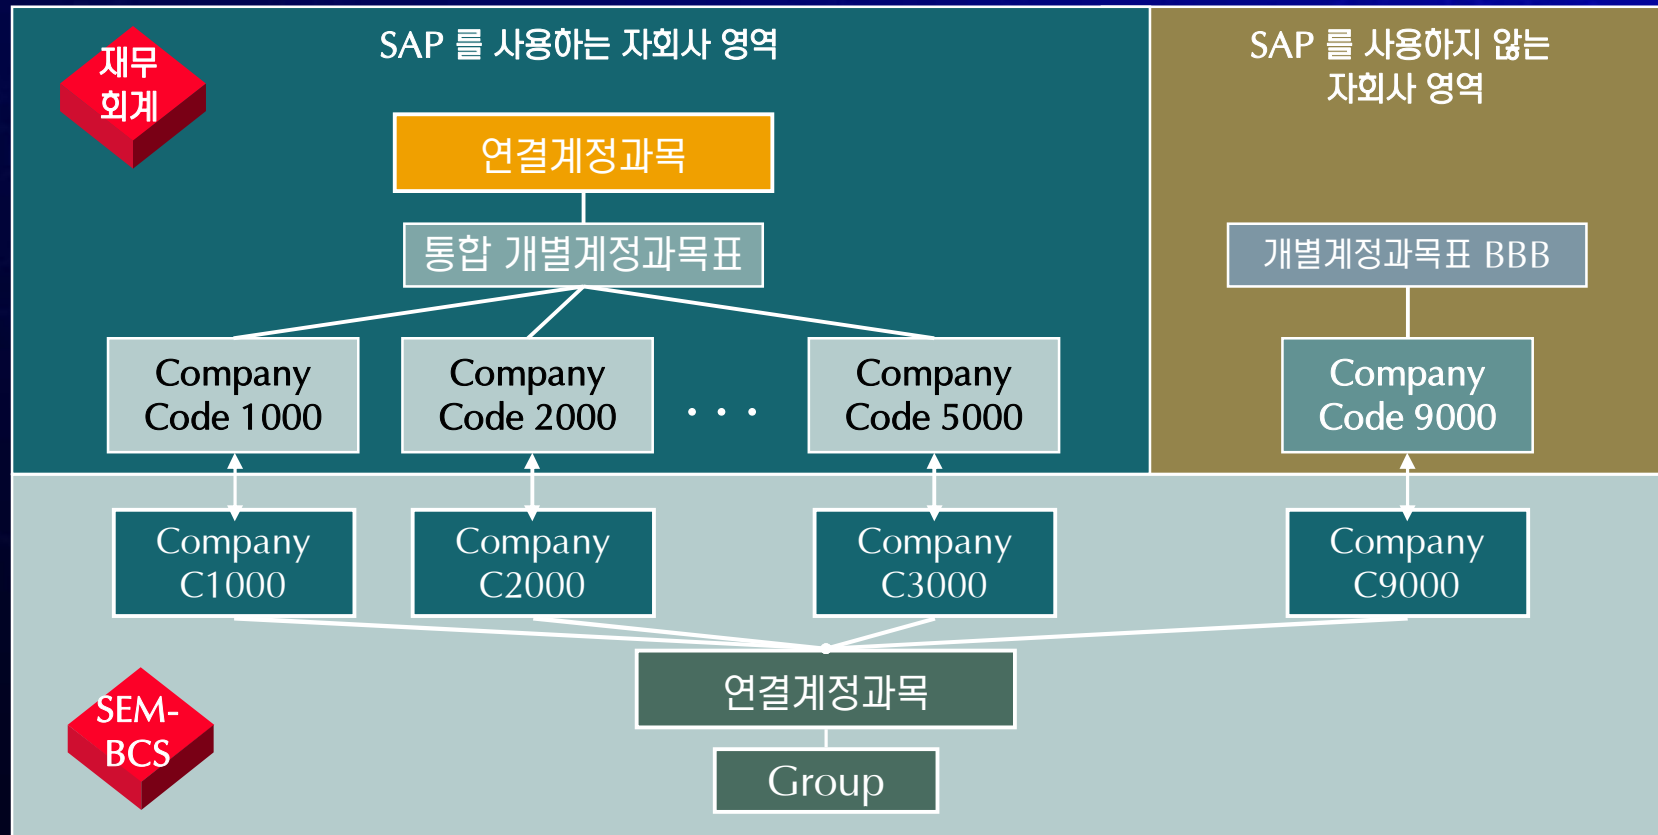 재무
회계
SAP 를 사용하는 자회사 영역
SAP 를 사용하지 않는
자회사 영역
연결계정과목
통합 개별계정과목표
개별계정과목표 BBB
Company
Code 1000
Company
Code 2000
. . .
Company
Code 5000
Company
Code 9000
Company
C1000
Company
C2000
Company
C3000
Company
C9000
연결계정과목
SEM-
BCS
Group